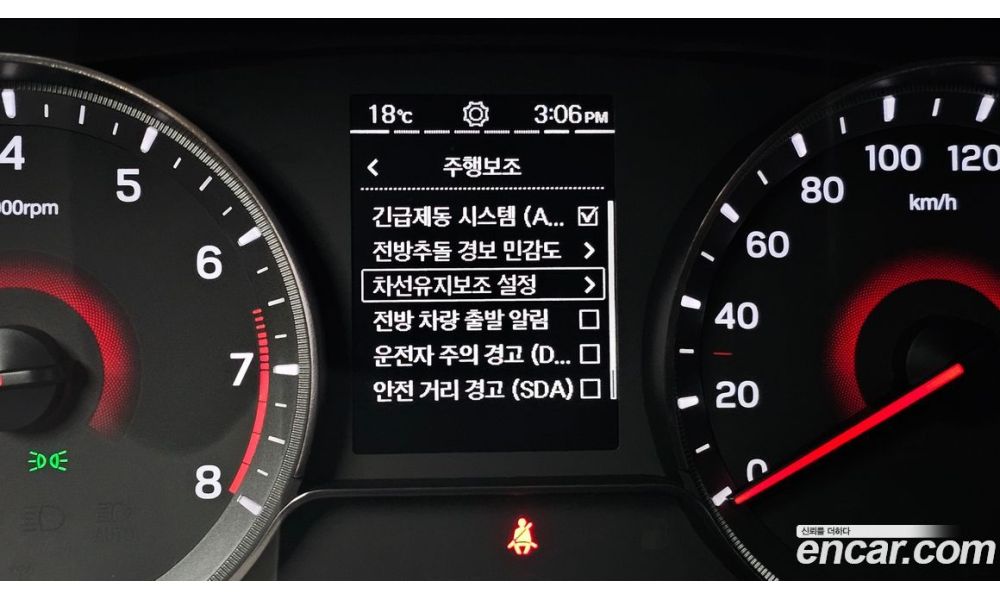 18℃
3:06PM
<
주행보조
긴급제동 시스템 (A...
전방추돌 경보 민감도 >
차선유지보조 설정 >
전방 차량 출발 알림
운전자 주의 경고 (D...
안전 거리 경고 (SDA)
4
5
6
7
8
00rpm
0
20
40
60
80
100
120
km/h
신뢰를 더하다
encar.com